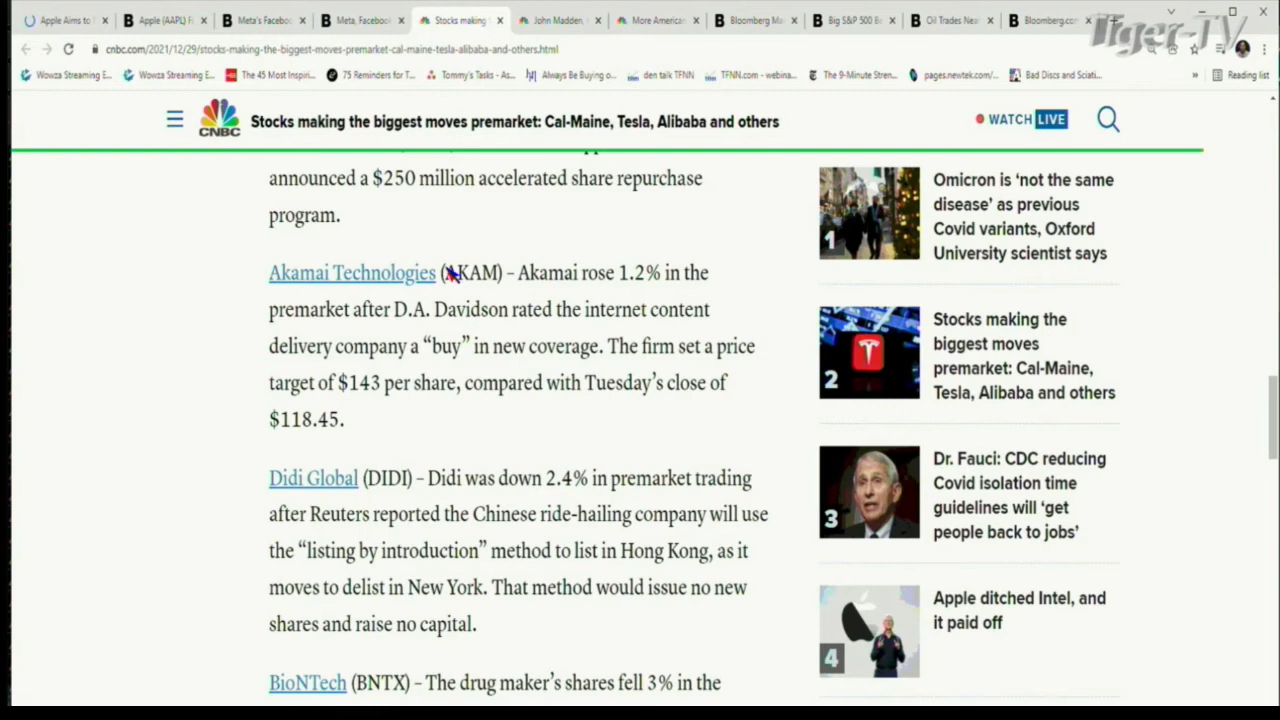 Apple Aims to
Apple (AAPL) Fi
Meta's Facebo
Meta, Facebook
Stocks making
John Madden,
More American
Bloomberg Ma
Big S&P 500 B
Oil Trades Nea
Bloomberg.co
Tiger-TV
cnbc.com/2021/12/29/stocks-making-the-biggest-moves-premarket-cal-maine-tesla-alibaba-and-others.html
Wowza Streaming E...
Wowza Streaming E...
The 45 Most Inspiri...
75 Reminders for T...
Tommy's Tasks - As...
Always Be Buying o...
den talk TFNN
TFNN.com - webina...
The 9-Minute Stren...
pages.newtek.com/...
Bad Discs and Sciati...
»
Reading list
CNBC
Stocks making the biggest moves premarket: Cal-Maine, Tesla, Alibaba and others
WATCH LIVE
announced a $250 million accelerated share repurchase
program.
Akamai Technologies (AKAM) – Akamai rose 1.2% in the
premarket after D.A. Davidson rated the internet content
delivery company a “buy” in new coverage. The firm set a price
target of $143 per share, compared with Tuesday’s close of
$118.45.
Didi Global (DIDI) – Didi was down 2.4% in premarket trading
after Reuters reported the Chinese ride-hailing company will use
the “listing by introduction” method to list in Hong Kong, as it
moves to delist in New York. That method would issue no new
shares and raise no capital.
BioNTech (BNTX) – The drug maker’s shares fell 3% in the
1
Omicron is ‘not the same
disease’ as previous
Covid variants, Oxford
University scientist says
2
Stocks making the
biggest moves
premarket: Cal-Maine,
Tesla, Alibaba and others
3
Dr. Fauci: CDC reducing
Covid isolation time
guidelines will ‘get
people back to jobs’
4
Apple ditched Intel, and
it paid off